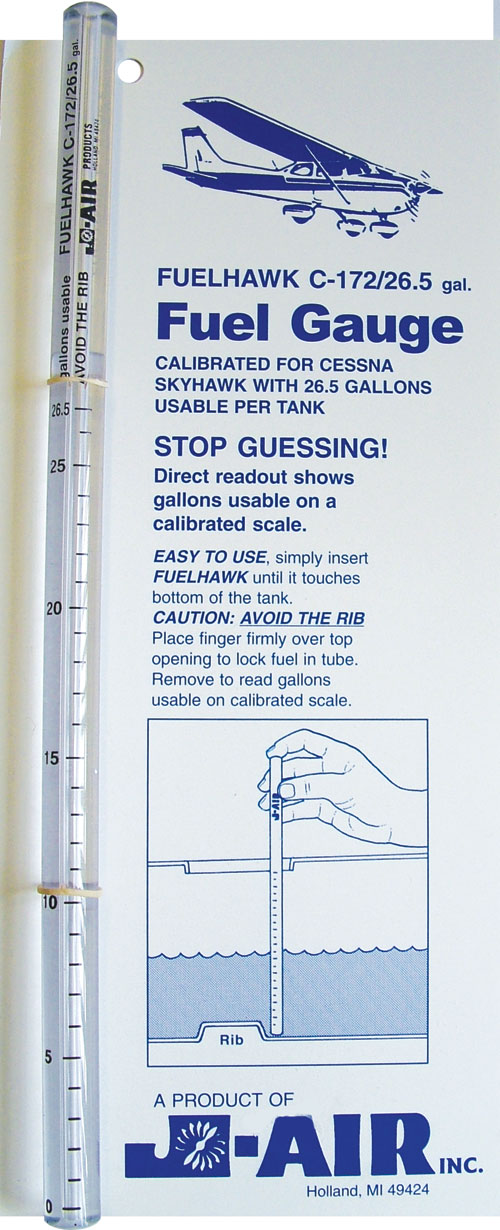 FUELHAWK C-172/26.5 gal.
J-AIR PRODUCTS
HOLLAND, MI 49424
gallons usable
AVOID THE RIB
26.5
25
20
15
10
5
0
FUELHAWK C-172/26.5 gal.
Fuel Gauge
CALIBRATED FOR CESSNA
SKYHAWK WITH 26.5 GALLONS
USABLE PER TANK
STOP GUESSING!
Direct readout shows
gallons usable on a
calibrated scale.
EASY TO USE, simply insert
FUELHAWK until it touches
bottom of the tank.
CAUTION: AVOID THE RIB
Place finger firmly over top
opening to lock fuel in tube.
Remove to read gallons
usable on calibrated scale.
J-AIR
Rib
A PRODUCT OF
J-AIR INC.
Holland, MI 49424